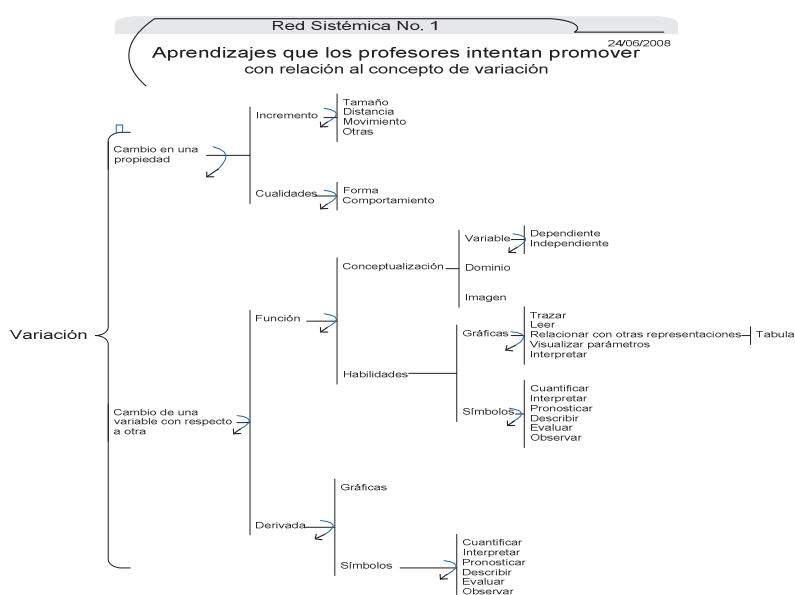 Red Sistémica No. 1
24/06/2008
Aprendizajes que los profesores intentan promover
con relación al concepto de variación
Variación
Cambio en una
propiedad
Incremento
Tamaño
Distancia
Movimiento
Otras
Cualidades
Forma
Comportamiento
Cambio de una
variable con respecto
a otra
Función
Conceptualización
Variable
Dependiente
Independiente
Dominio
Imagen
Habilidades
Gráficas
Trazar
Leer
Relacionar con otras representaciones
Tabula
Visualizar parámetros
Interpretar
Símbolos
Cuantificar
Interpretar
Pronosticar
Describir
Evaluar
Observar
Derivada
Gráficas
Símbolos
Cuantificar
Interpretar
Pronosticar
Describir
Evaluar
Observar